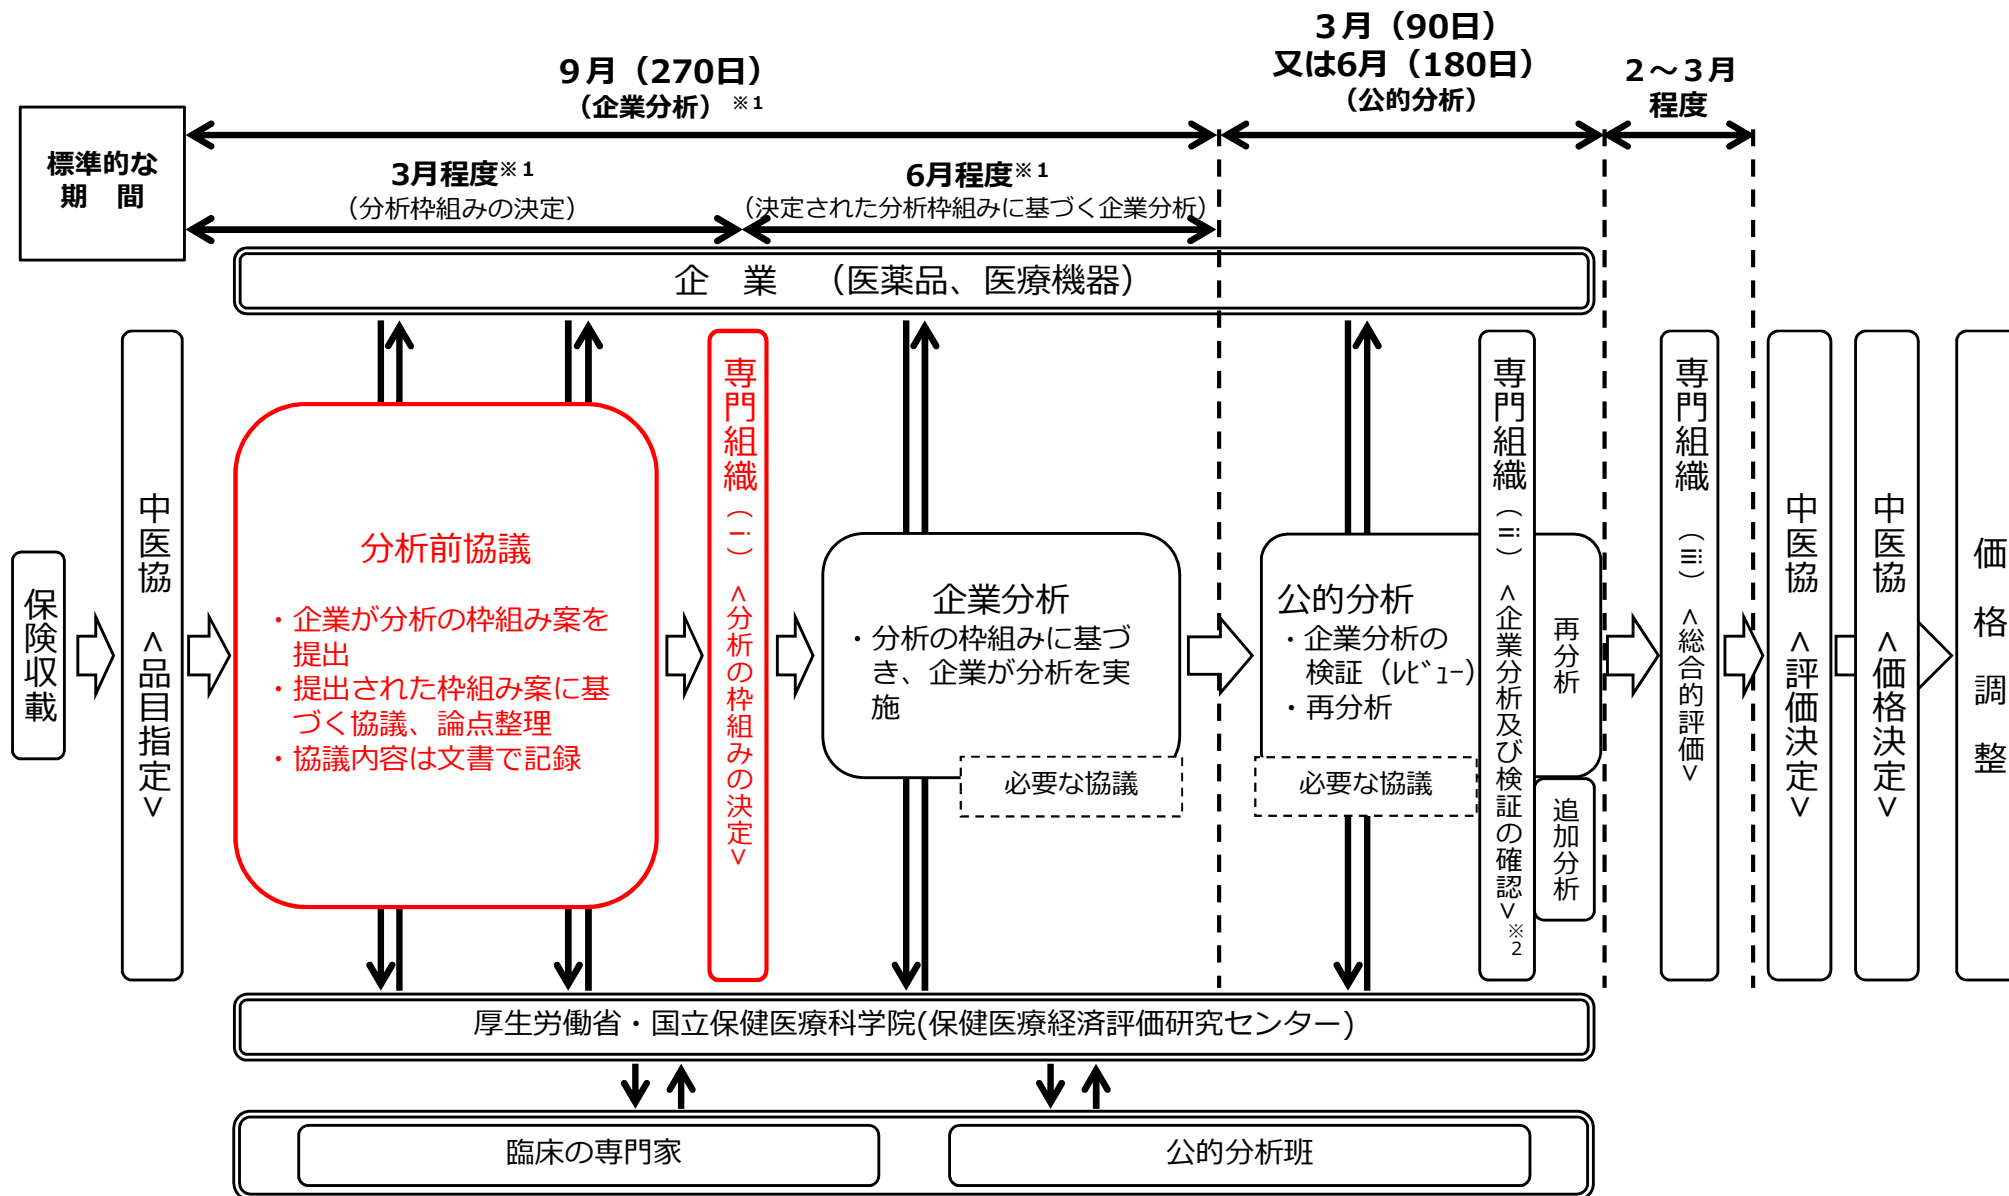 ９月（270日）
（企業分析）※１
３月（90日）
又は6月（180日）
（公的分析）
２～３月
程度
標準的な
期　間
3月程度※１
（分析枠組みの決定）
6月程度※１
（決定された分析枠組みに基づく企業分析）
企　業　（医薬品、医療機器）
保険収載
中医協　＜品目指定＞
分析前協議
・企業が分析の枠組み案を
提出
・提出された枠組み案に基
づく協議、論点整理
・協議内容は文書で記録
専門組織（ⅰ）　＜分析の枠組みの決定＞
企業分析
・分析の枠組みに基づ
き、企業が分析を実
施
必要な協議
公的分析
・企業分析の
検証（ﾚﾋﾞｭｰ）
・再分析
必要な協議
専門組織（ⅱ）　＜企業分析及び検証の確認＞※2
再分析
追加分析
専門組織　（ⅲ）　＜総合的評価＞
中医協　＜評価決定＞
中医協　＜価格決定＞
価　格　調　整
厚生労働省・国立保健医療科学院(保健医療経済評価研究センター)
臨床の専門家
公的分析班